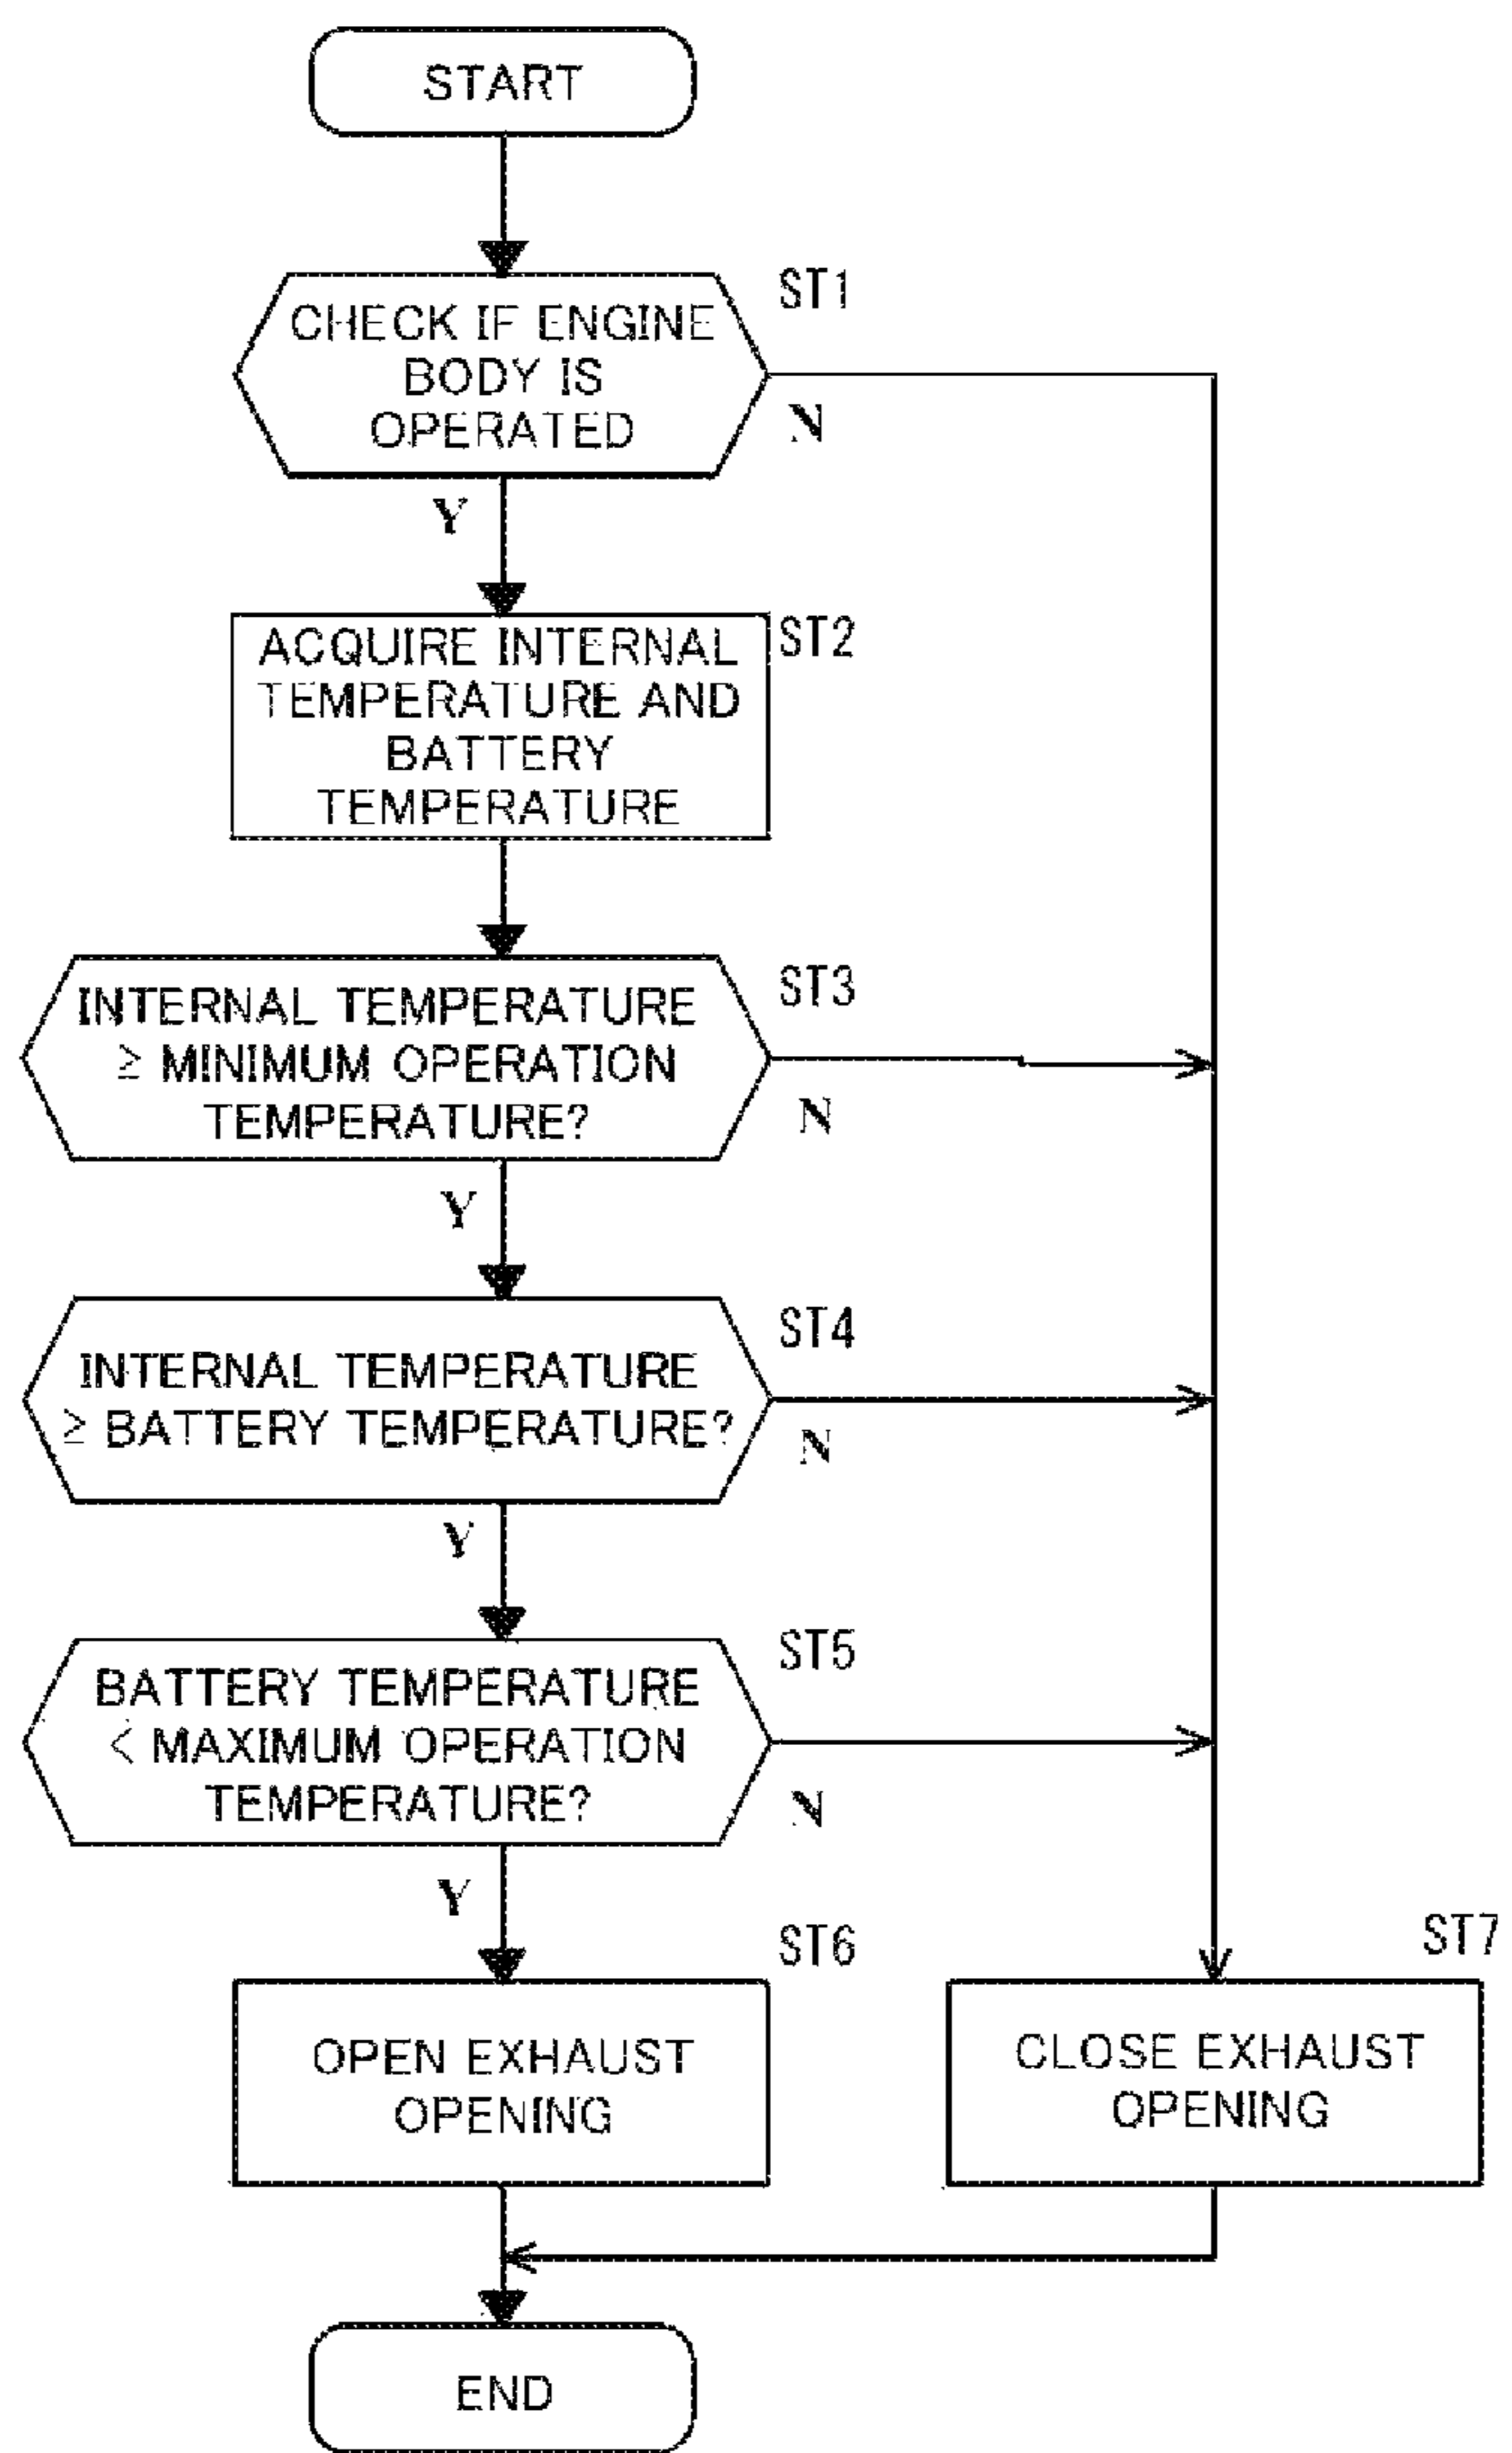 START
ST1
CHECK IF ENGINE
BODY IS
OPERATED
N
Y
ST2
ACQUIRE INTERNAL
TEMPERATURE AND
BATTERY
TEMPERATURE
ST3
INTERNAL TEMPERATURE
≥ MINIMUM OPERATION
TEMPERATURE?
N
Y
ST4
INTERNAL TEMPERATURE
≥ BATTERY TEMPERATURE?
N
Y
ST5
BATTERY TEMPERATURE
< MAXIMUM OPERATION
TEMPERATURE?
N
Y
ST6
ST7
OPEN EXHAUST
OPENING
CLOSE EXHAUST
OPENING
END